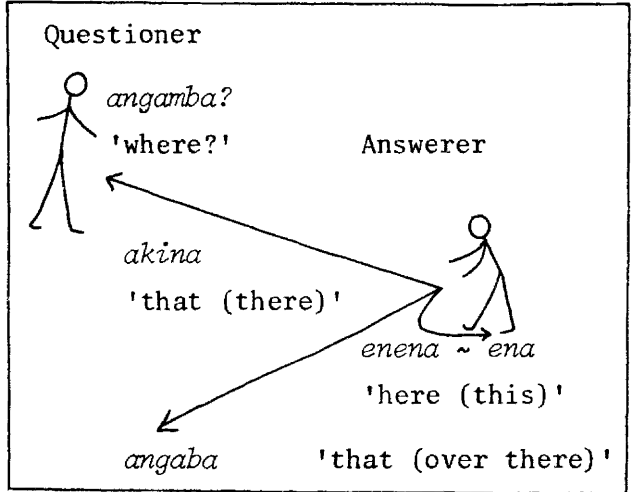 Questioner
angamba?
'where?'
Answerer
akina
'that (there)'
enena ~ ena
'here (this)'
angaba
'that (over there)'